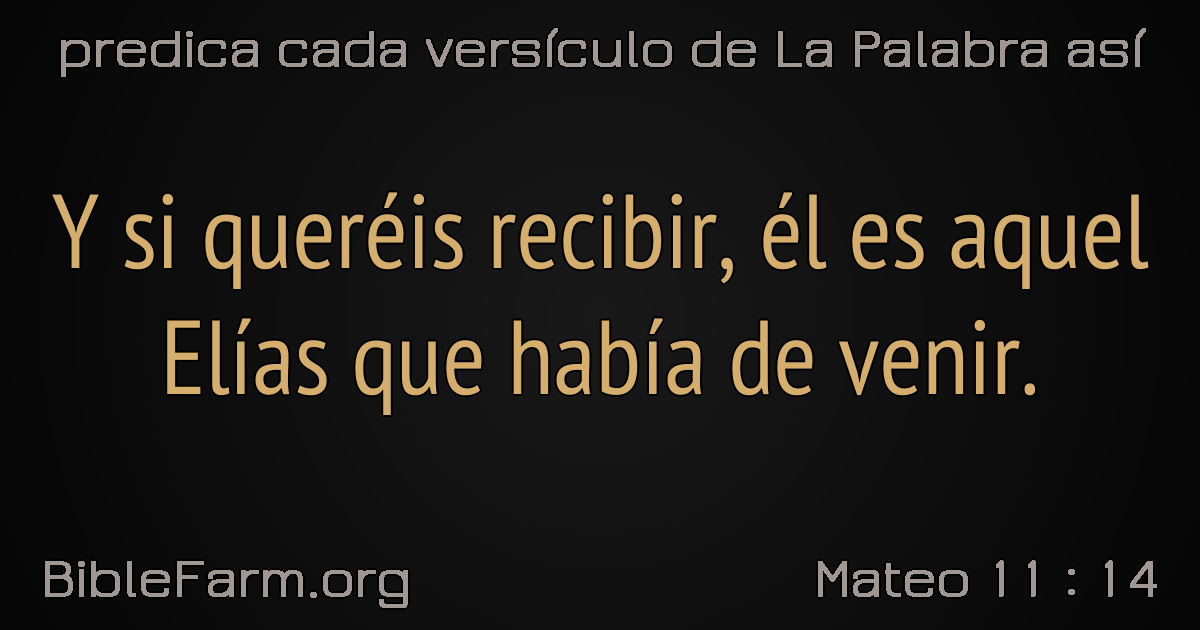 predica cada versículo de La Palabra así
Y si queréis recibir, él es aquel
Elías que había de venir.
BibleFarm.org
Mateo 11 : 14